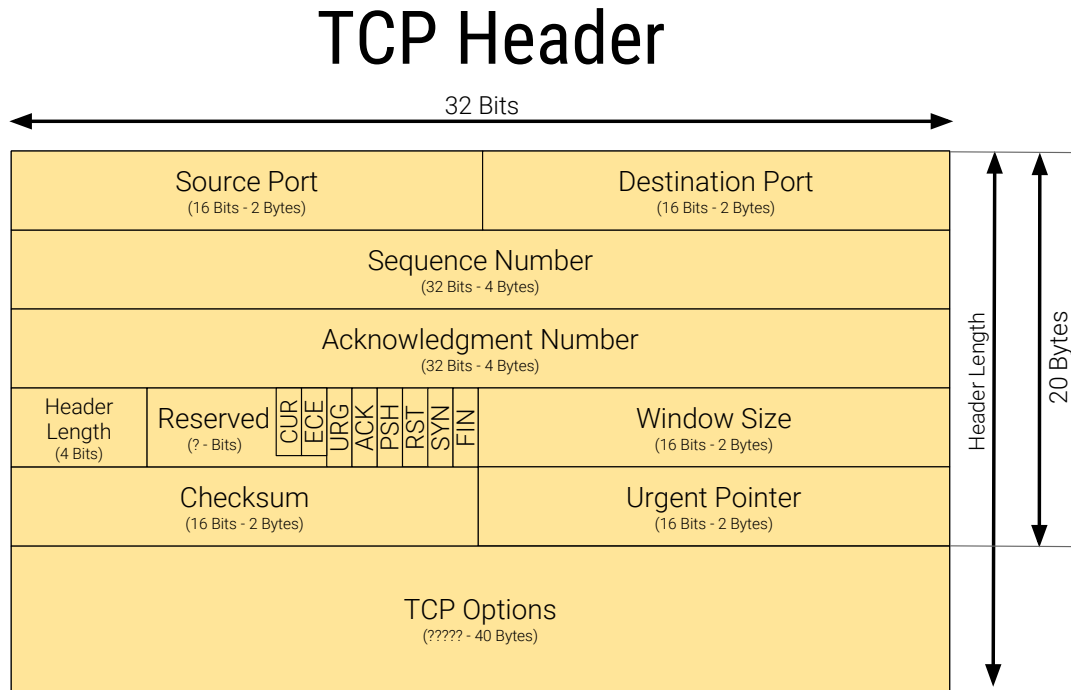 TCP Header
32 Bits
Source Port
(16 Bits - 2 Bytes)
Destination Port
(16 Bits - 2 Bytes)
Sequence Number
(32 Bits - 4 Bytes)
Acknowledgment Number
(32 Bits - 4 Bytes)
Header
Length
(4 Bits)
Reserved
(? - Bits)
CUR
ECE
URG
ACK
PSH
RST
SYN
FIN
Window Size
(16 Bits - 2 Bytes)
Checksum
(16 Bits - 2 Bytes)
Urgent Pointer
(16 Bits - 2 Bytes)
TCP Options
(????? - 40 Bytes)
Header Length
20 Bytes